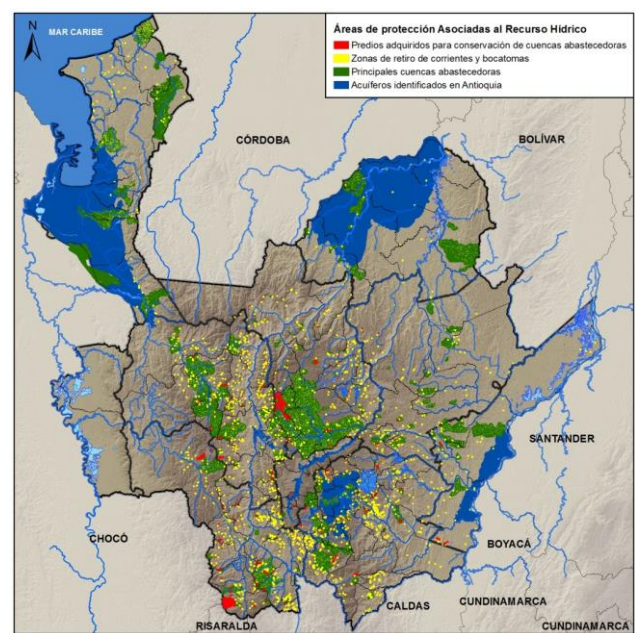 N
MAR CARIBE
Áreas de protección Asociadas al Recurso Hídrico
Predios adquiridos para conservación de cuencas abastecedoras
Zonas de retiro de corrientes y bocatomas
Principales cuencas abastecedoras
Acuíferos identificados en Antioquia
CÓRDOBA
BOLÍVAR
SANTANDER
CHOCÓ
BOYACÁ
CUNDINAMARCA
CALDAS
RISARALDA
CUNDINAMARCA